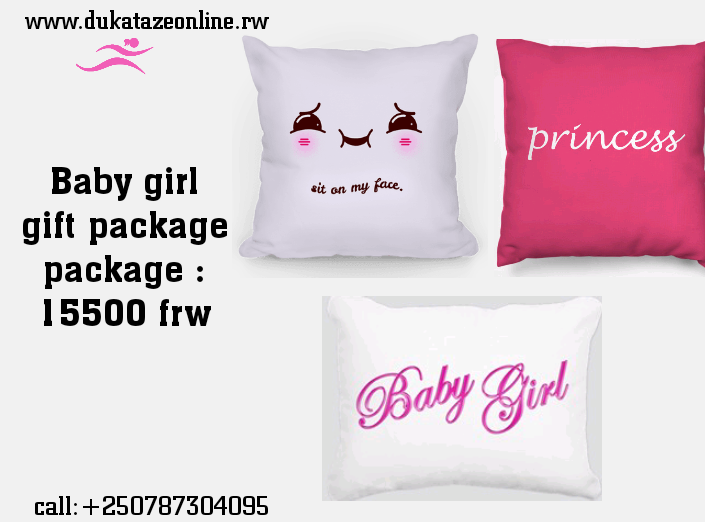 www.dukatazeonline.rw
sit on my face.
princess
Baby girl
gift package
package :
15500 frw
Baby Girl
call:+250787304095